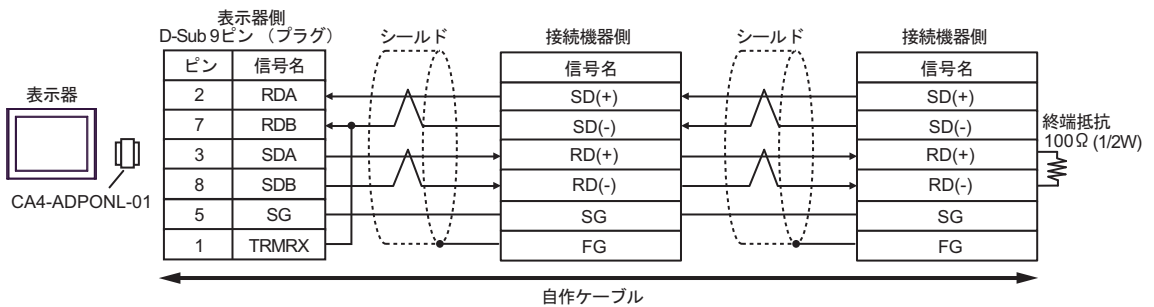 表示器側
D-Sub 9ピン (プラグ)
シールド
接続機器側
シールド
接続機器側
ピン 信号名
信号名
信号名
表示器
2 RDA
SD(+)
SD(+)
7 RDB
SD(-)
SD(-)
終端抵抗
100Ω (1/2W)
3 SDA
RD(+)
RD(+)
8 SDB
RD(-)
RD(-)
CA4-ADPONL-01
5 SG
SG
SG
1 TRMRX
FG
FG
自作ケーブル